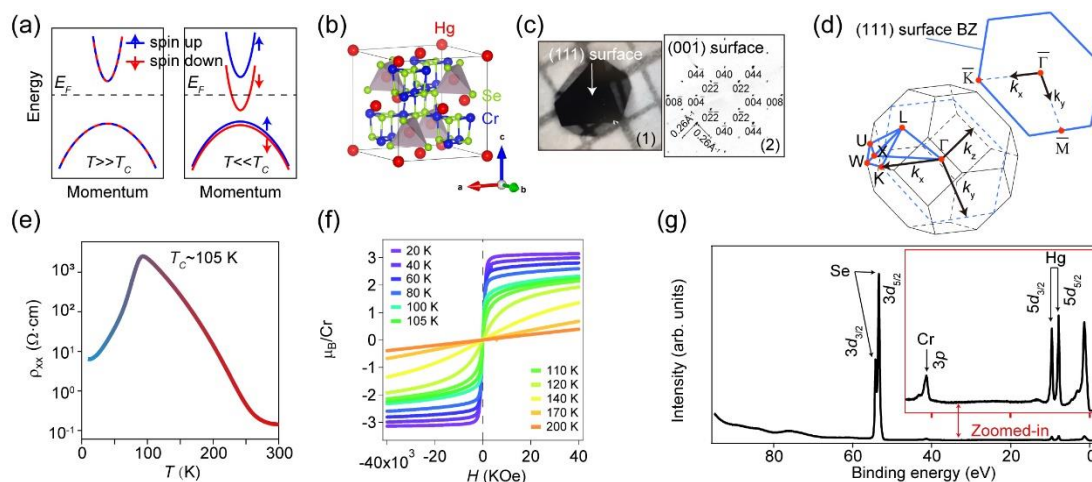 (a)
spin up
spin down
Energy
E_F
E_F
T>>T_C
T<<T_C
Momentum
Momentum
(b)
Hg
Se
Cr
c
a
b
(c)
(111) surface
(1)
(001) surface
044 040 044
022 022
008 004 004 008
022 022
0.26Å⁻¹ 0.26Å⁻¹
044 040 044
(2)
(d)
(111) surface BZ
K̄
Γ̄
k_x
k_y
M̄
L
U
X
W
K
Γ
k_z
k_x
k_y
(e)
T_C~105 K
ρ_xx (Ω·cm)
10³
10²
10¹
10⁰
10⁻¹
0 100 200 300
T (K)
(f)
μ_B/Cr
3
2
1
0
-1
-2
-3
20 K
40 K
60 K
80 K
100 K
105 K
110 K
120 K
140 K
170 K
200 K
-40x10³ -20 0 20 40
H (KOe)
(g)
Intensity (arb. units)
Se
3d_3/2
3d_5/2
Cr
3p
Hg
5d_3/2
5d_5/2
40 20 0
Zoomed-in
80 60 40 20 0
Binding energy (eV)